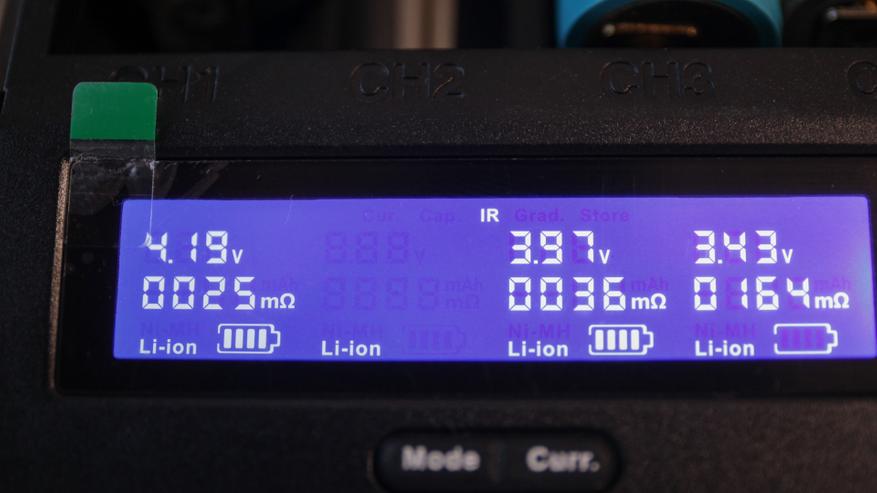 CH1 CH2 CH3 C
Cur. Cap. IR Grad. Store
4.19V 3.97V 3.43V
0025mΩ 0036mΩ 0164mΩ
Li-ion Li-ion Li-ion Li-ion
Mode Curr.